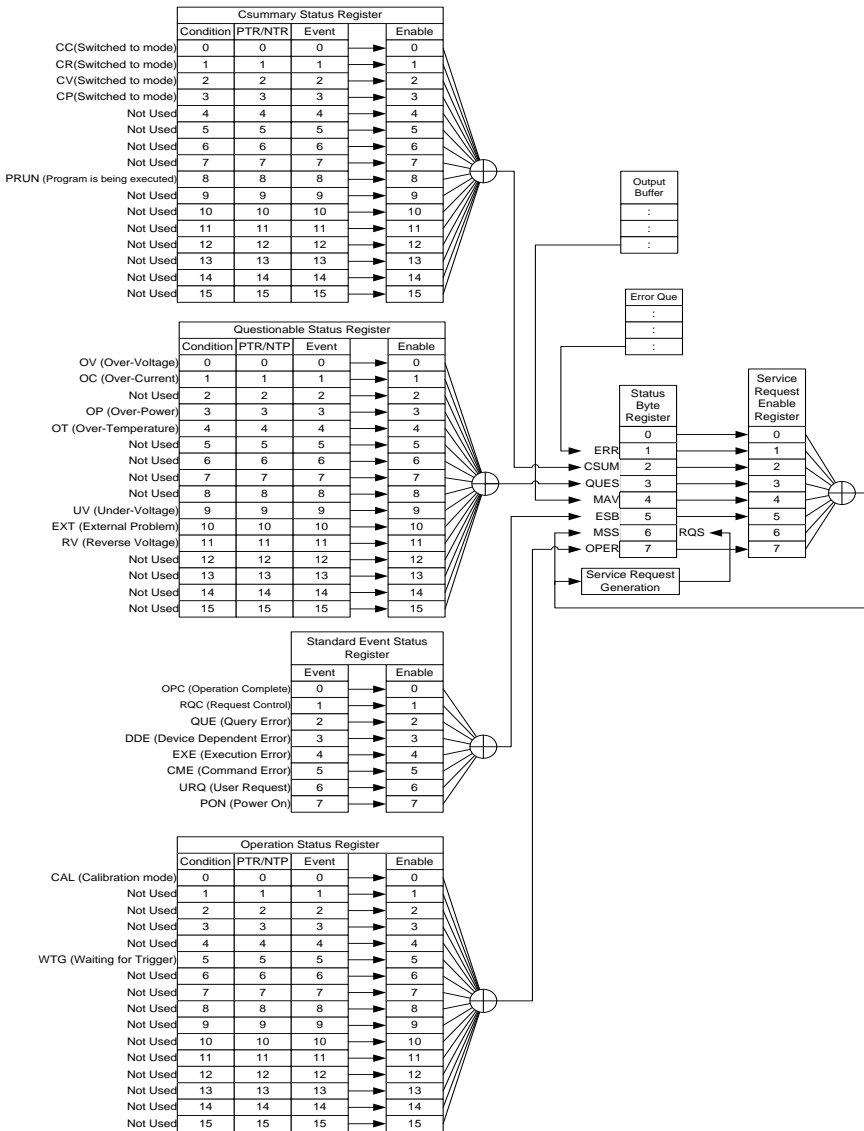 Csummary Status Register
Condition PTR/NTR Event Enable
CC(Switched to mode) 0 0 0 0
CR(Switched to mode) 1 1 1 1
CV(Switched to mode) 2 2 2 2
CP(Switched to mode) 3 3 3 3
Not Used 4 4 4 4
Not Used 5 5 5 5
Not Used 6 6 6 6
Not Used 7 7 7 7
PRUN (Program is being executed) 8 8 8 8
Not Used 9 9 9 9
Not Used 10 10 10 10
Not Used 11 11 11 11
Not Used 12 12 12 12
Not Used 13 13 13 13
Not Used 14 14 14 14
Not Used 15 15 15 15
Output
Buffer
:
:
:
Error Que
:
:
:
Questionable Status Register
Condition PTR/NTP Event Enable
OV (Over-Voltage) 0 0 0 0
OC (Over-Current) 1 1 1 1
Not Used 2 2 2 2
OP (Over-Power) 3 3 3 3
OT (Over-Temperature) 4 4 4 4
Not Used 5 5 5 5
Not Used 6 6 6 6
Not Used 7 7 7 7
Not Used 8 8 8 8
UV (Under-Voltage) 9 9 9 9
EXT (External Problem) 10 10 10 10
RV (Reverse Voltage) 11 11 11 11
Not Used 12 12 12 12
Not Used 13 13 13 13
Not Used 14 14 14 14
Not Used 15 15 15 15
Status
Byte
Register
Service
Request
Enable
Register
0 0
ERR 1 1
CSUM 2 2
QUES 3 3
MAV 4 4
ESB 5 5
MSS 6 RQS 6
OPER 7 7
Service Request
Generation
Standard Event Status
Register
Event Enable
OPC (Operation Complete) 0 0
RQC (Request Control) 1 1
QUE (Query Error) 2 2
DDE (Device Dependent Error) 3 3
EXE (Execution Error) 4 4
CME (Command Error) 5 5
URQ (User Request) 6 6
PON (Power On) 7 7
Operation Status Register
Condition PTR/NTP Event Enable
CAL (Calibration mode) 0 0 0 0
Not Used 1 1 1 1
Not Used 2 2 2 2
Not Used 3 3 3 3
Not Used 4 4 4 4
WTG (Waiting for Trigger) 5 5 5 5
Not Used 6 6 6 6
Not Used 7 7 7 7
Not Used 8 8 8 8
Not Used 9 9 9 9
Not Used 10 10 10 10
Not Used 11 11 11 11
Not Used 12 12 12 12
Not Used 13 13 13 13
Not Used 14 14 14 14
Not Used 15 15 15 15